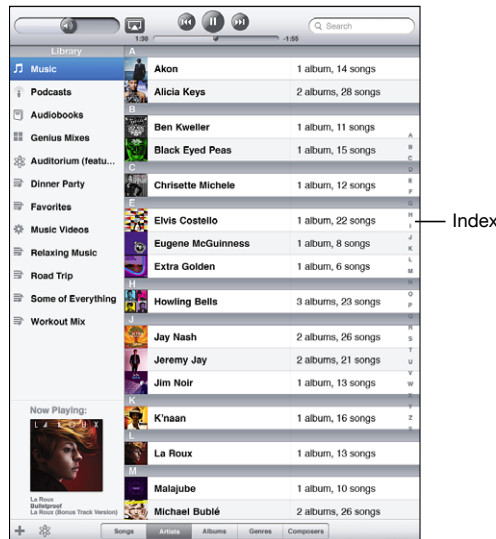 Search
1:30
-1:55
Library
Music
Podcasts
Audiobooks
Genius Mixes
Auditorium (featu...
Dinner Party
Favorites
Music Videos
Relaxing Music
Road Trip
Some of Everything
Workout Mix
Now Playing:
LA ROUX
La Roux
Bulletproof
La Roux (Bonus Track Version)
A
Akon 1 album, 14 songs
Alicia Keys 2 albums, 28 songs
B
Ben Kweller 1 album, 11 songs
Black Eyed Peas 1 album, 15 songs
C
Chrisette Michele 1 album, 12 songs
E
Elvis Costello 1 album, 22 songs
Eugene McGuinness 1 album, 8 songs
Extra Golden 1 album, 6 songs
H
Howling Bells 3 albums, 23 songs
J
Jay Nash 2 albums, 26 songs
Jeremy Jay 2 albums, 21 songs
Jim Noir 1 album, 13 songs
K
K'naan 1 album, 16 songs
L
La Roux 1 album, 13 songs
M
Malajube 1 album, 10 songs
Michael Bublé 2 albums, 26 songs
A
B
C
D
E
F
G
H
I
J
K
L
M
N
O
P
Q
R
S
T
U
V
W
X
Y
Z
Index
Songs Artists Albums Genres Composers